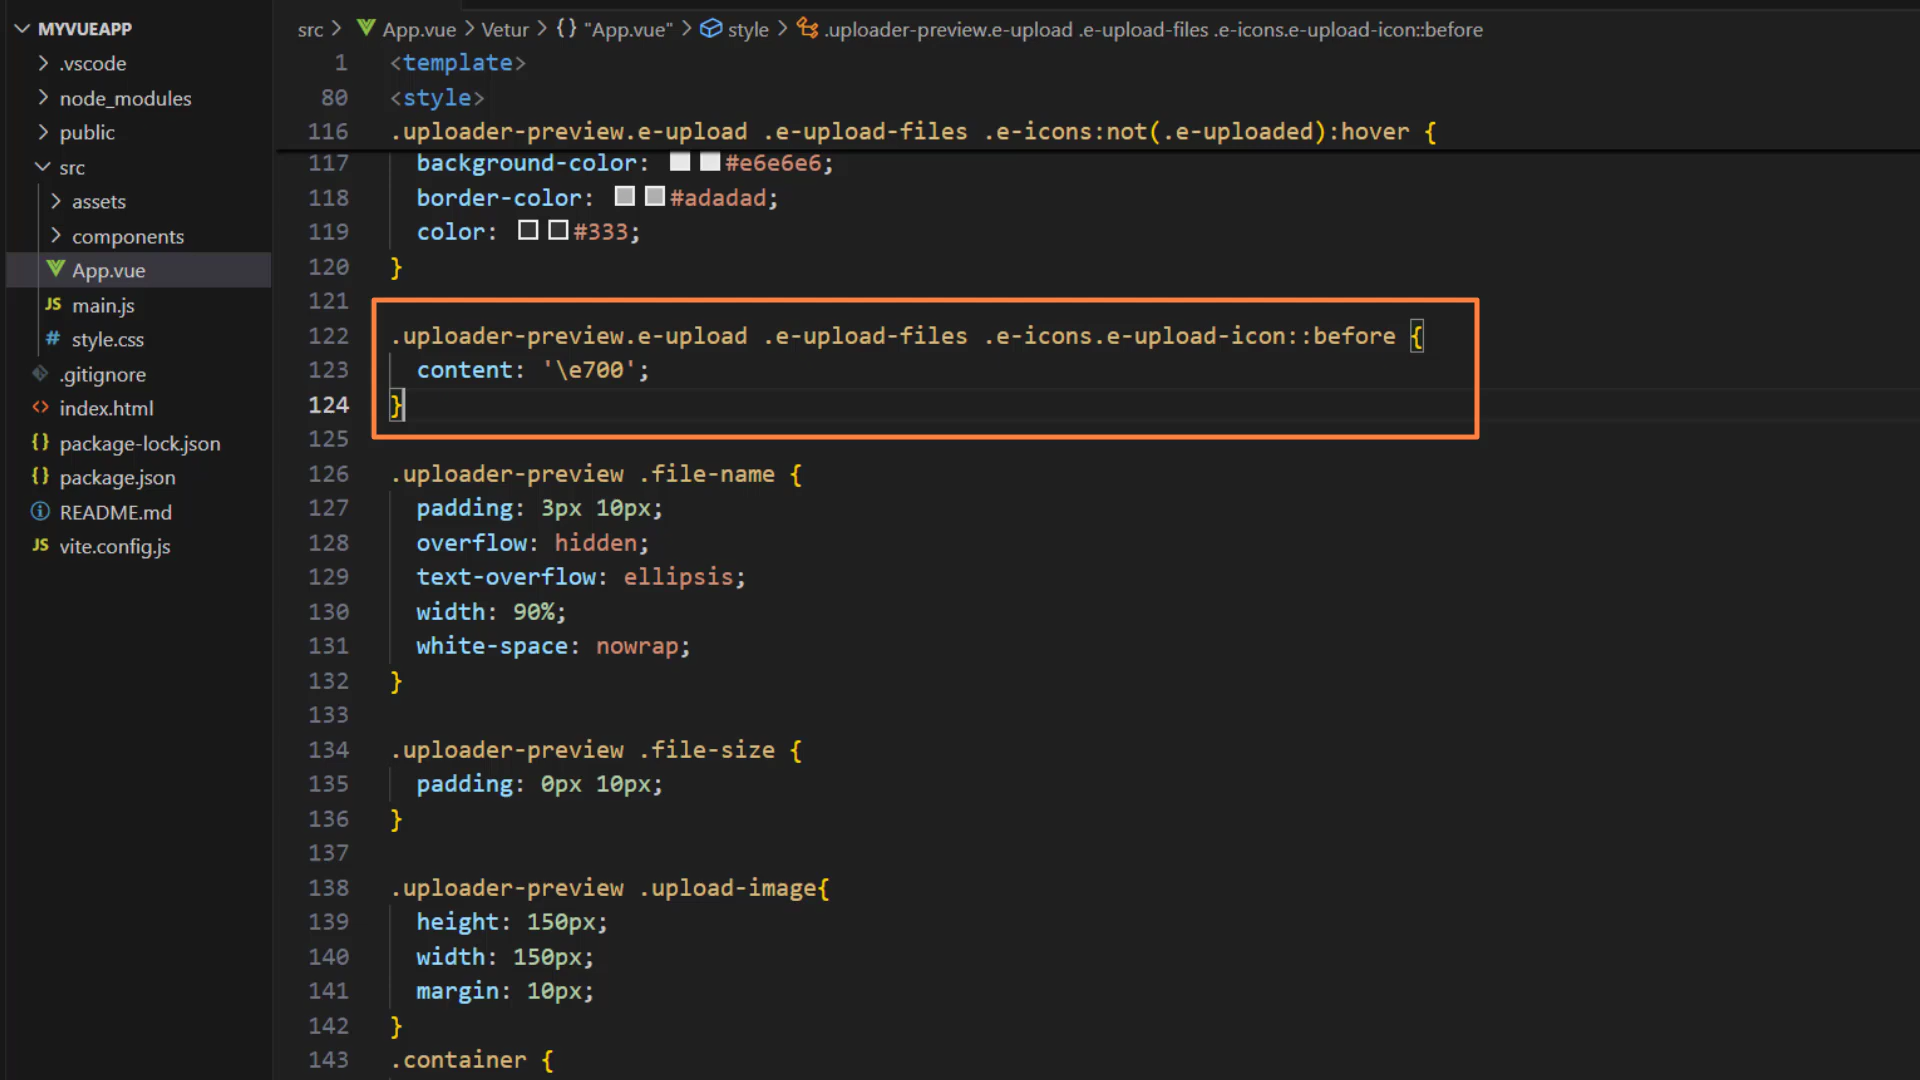 MYVUEAPP
.vscode
node_modules
public
src
assets
components
App.vue
JS main.js
# style.css
.gitignore
<> index.html
{} package-lock.json
{} package.json
README.md
JS vite.config.js
src > App.vue > Vetur > {} "App.vue" > style > .uploader-preview.e-upload .e-upload-files .e-icons.e-upload-icon::before
1 <template>
80 <style>
116 .uploader-preview.e-upload .e-upload-files .e-icons:not(.e-uploaded):hover {
117 background-color: #e6e6e6;
118 border-color: #adadad;
119 color: #333;
120 }
121
122 .uploader-preview.e-upload .e-upload-files .e-icons.e-upload-icon::before {
123 content: '\e700';
124 }
125
126 .uploader-preview .file-name {
127 padding: 3px 10px;
128 overflow: hidden;
129 text-overflow: ellipsis;
130 width: 90%;
131 white-space: nowrap;
132 }
133
134 .uploader-preview .file-size {
135 padding: 0px 10px;
136 }
137
138 .uploader-preview .upload-image{
139 height: 150px;
140 width: 150px;
141 margin: 10px;
142 }
143 .container {